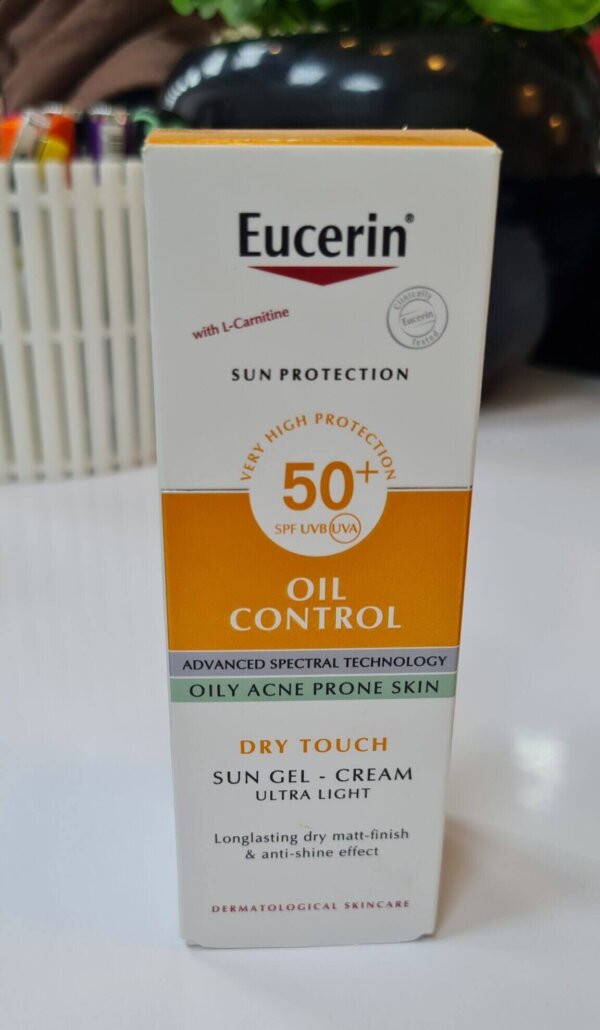 Eucerin®
with L-Carnitine
Clinically
Eucerin
Tested
SUN PROTECTION
VERY HIGH PROTECTION
50+
SPF UVB UVA
OIL
CONTROL
ADVANCED SPECTRAL TECHNOLOGY
OILY ACNE PRONE SKIN
DRY TOUCH
SUN GEL - CREAM
ULTRA LIGHT
Longlasting dry matt-finish
& anti-shine effect
DERMATOLOGICAL SKINCARE